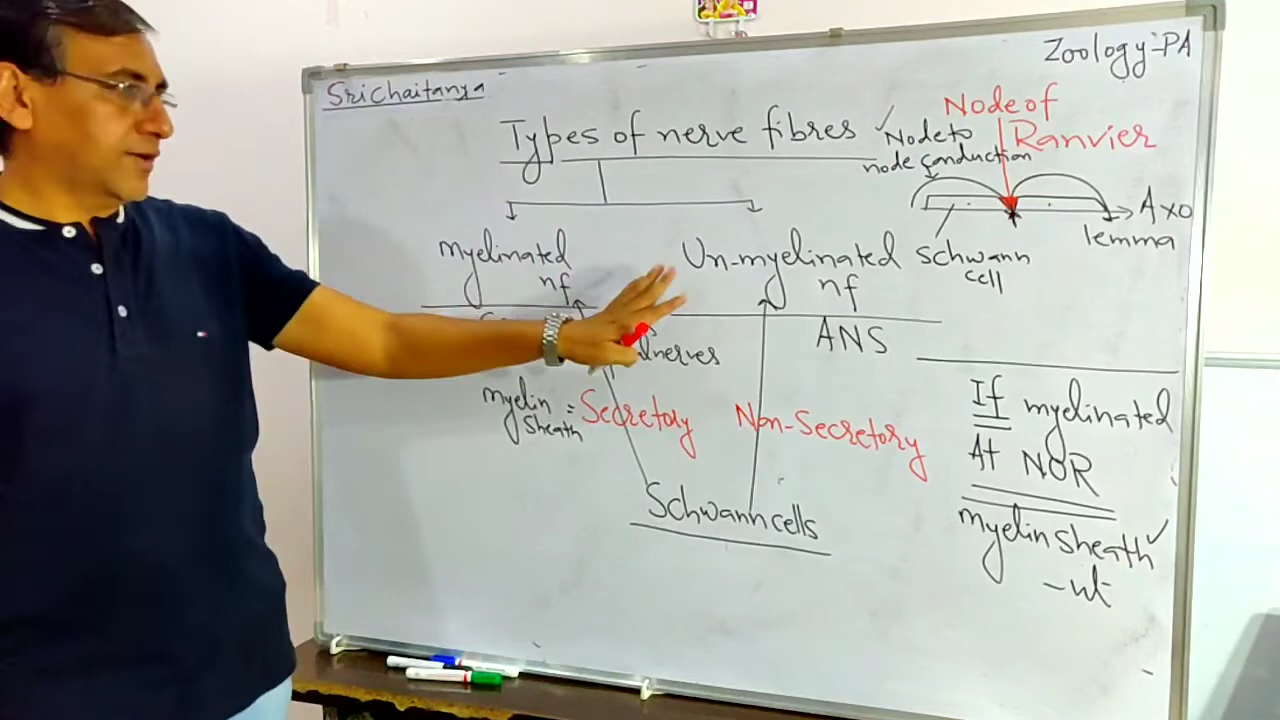 Srichaitanya
Zoology-PA
Types of nerve fibres
✓ Node to
node conduction
Node of
Ranvier
Axo
lemma
Schwann
cell
Myelinated
nf
Un-myelinated
nf
nerves
ANS
myelin
sheath = Secretory
Non-Secretory
Schwann cells
If myelinated
At NOR
myelin sheath ✓